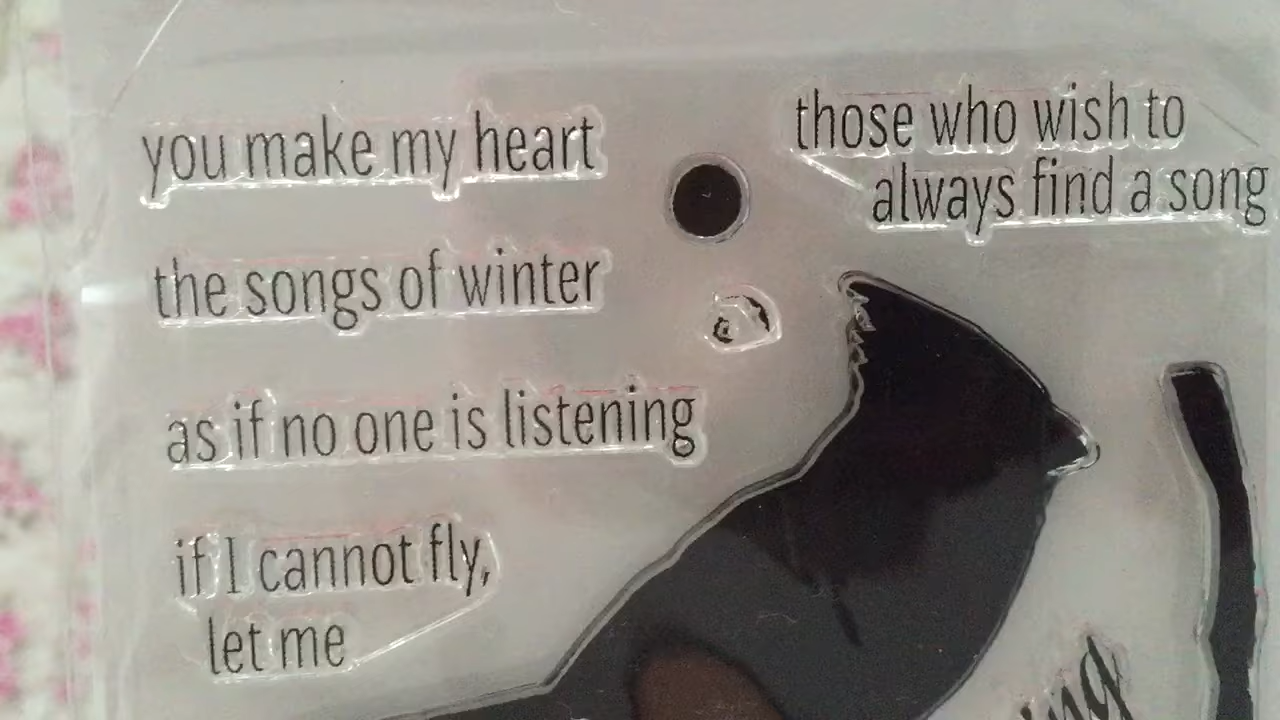 you make my heart
those who wish to
always find a song
the songs of winter
as if no one is listening
if I cannot fly,
let me